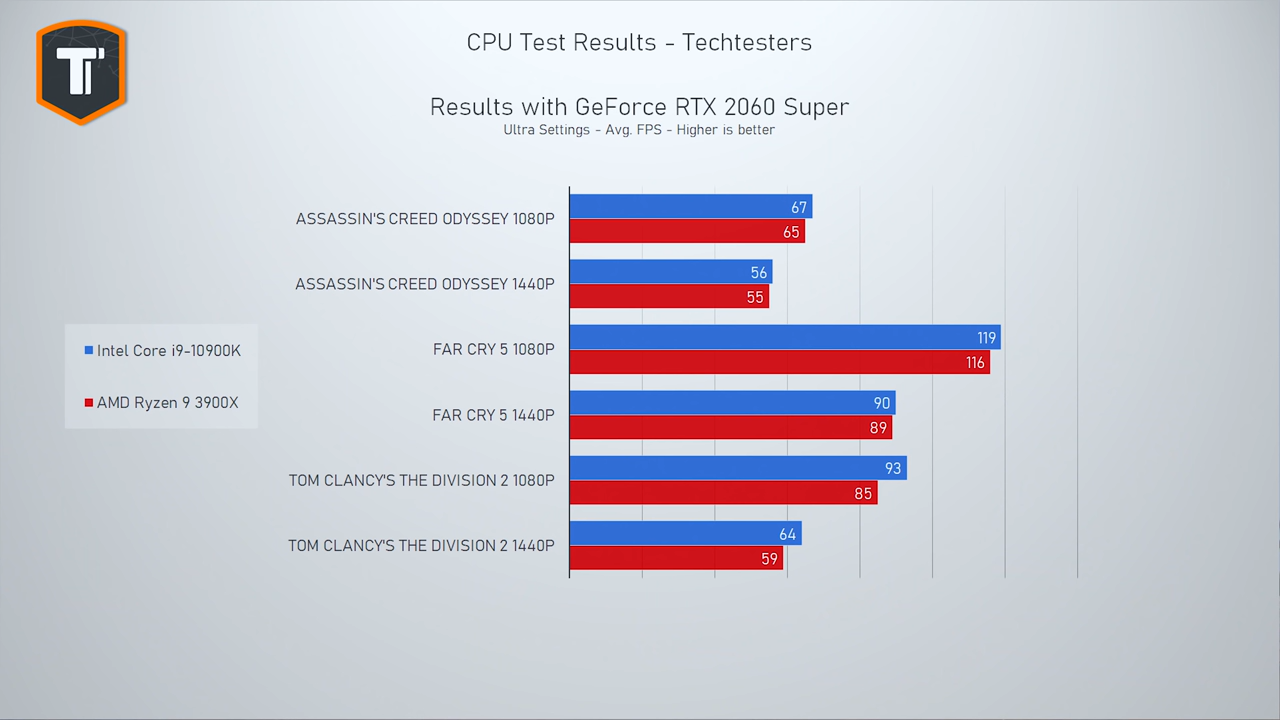 T
CPU Test Results - Techtesters
Results with GeForce RTX 2060 Super
Ultra Settings - Avg. FPS - Higher is better
ASSASSIN'S CREED ODYSSEY 1080P
67
65
ASSASSIN'S CREED ODYSSEY 1440P
56
55
FAR CRY 5 1080P
119
116
FAR CRY 5 1440P
90
89
TOM CLANCY'S THE DIVISION 2 1080P
93
85
TOM CLANCY'S THE DIVISION 2 1440P
64
59
Intel Core i9-10900K
AMD Ryzen 9 3900X